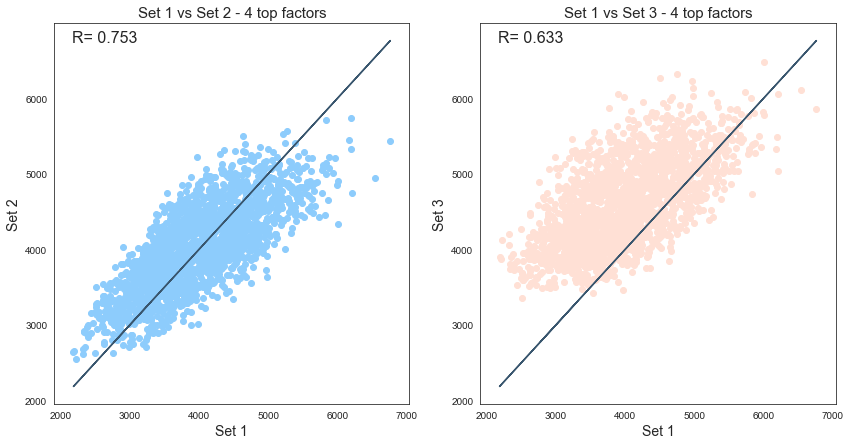 Set 1 vs Set 2 - 4 top factors
R= 0.753
6000
5000
4000
3000
2000
Set 2
2000 3000 4000 5000 6000 7000
Set 1
Set 1 vs Set 3 - 4 top factors
R= 0.633
6000
5000
4000
3000
2000
Set 3
2000 3000 4000 5000 6000 7000
Set 1